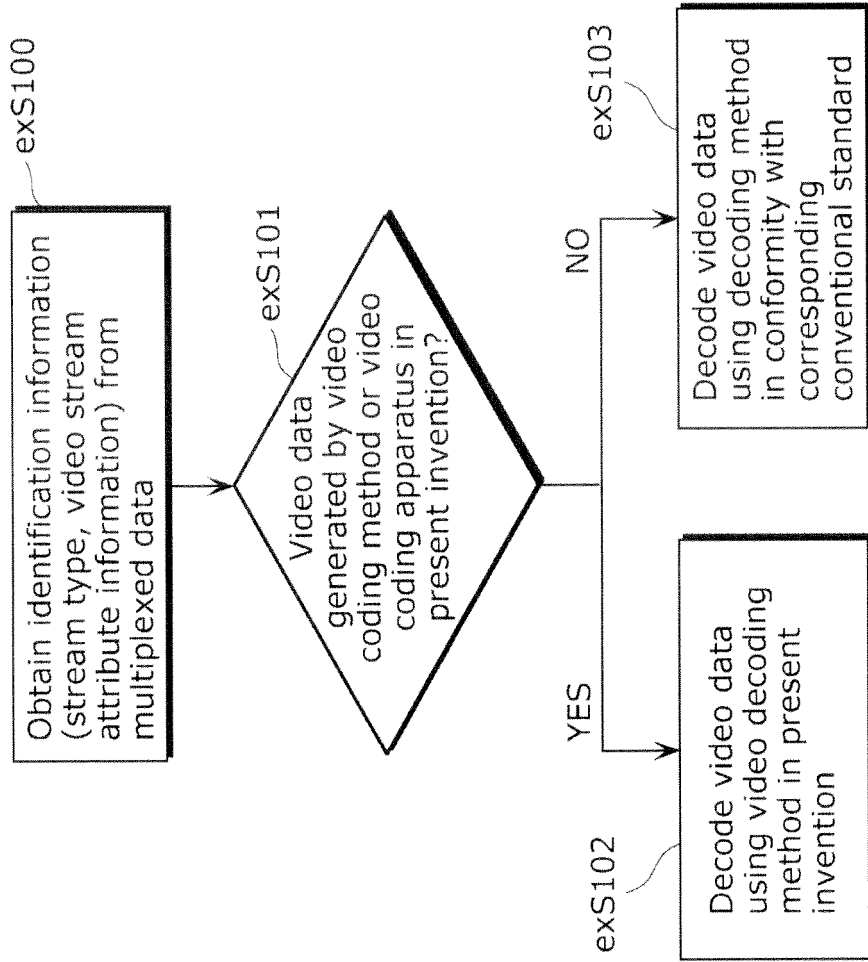 exS100
Obtain identification information
(stream type, video stream
attribute information) from
multiplexed data
exS101
Video data
generated by video
coding method or video
coding apparatus in
present invention?
YES
NO
exS102
Decode video data
using video decoding
method in present
invention
exS103
Decode video data
using decoding method
in conformity with
corresponding
conventional standard